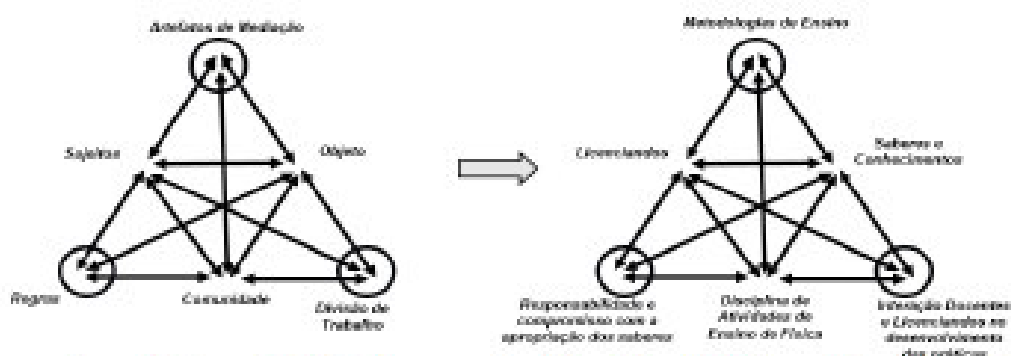 Artefatos de Mediação
Sujeitos
Objeto
Regras
Comunidade
Divisão de
Trabalho
Metodologias de Ensino
Licenciandos
Saberes e
Conhecimentos
Responsabilidade e
compromisso com a
apropriação dos saberes
Disciplina de
Atividades de
Ensino de Física
Interação Docentes
e Licenciandos no
desenvolvimento
das práticas